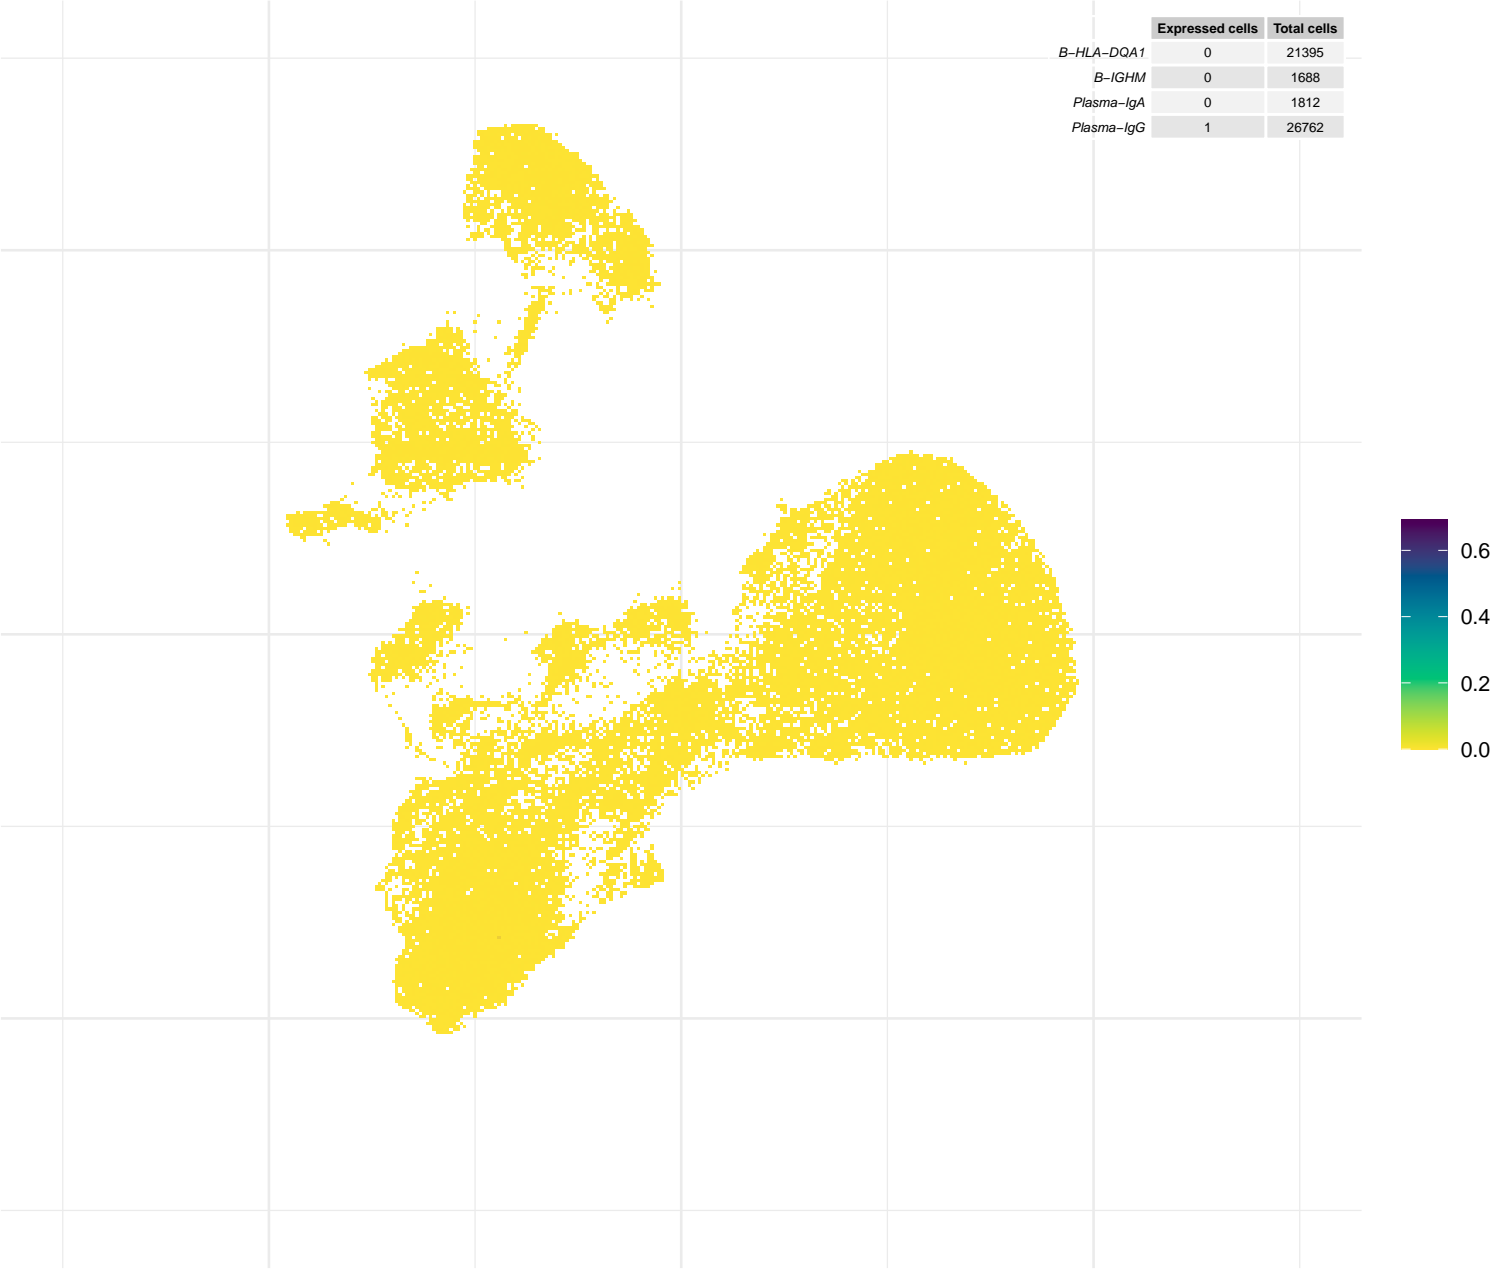 Expressed cells Total cells
B−HLA−DQA1 0 21395
B−IGHM 0 1688
Plasma−IgA 0 1812
Plasma−IgG 1 26762
0.6
0.4
0.2
0.0